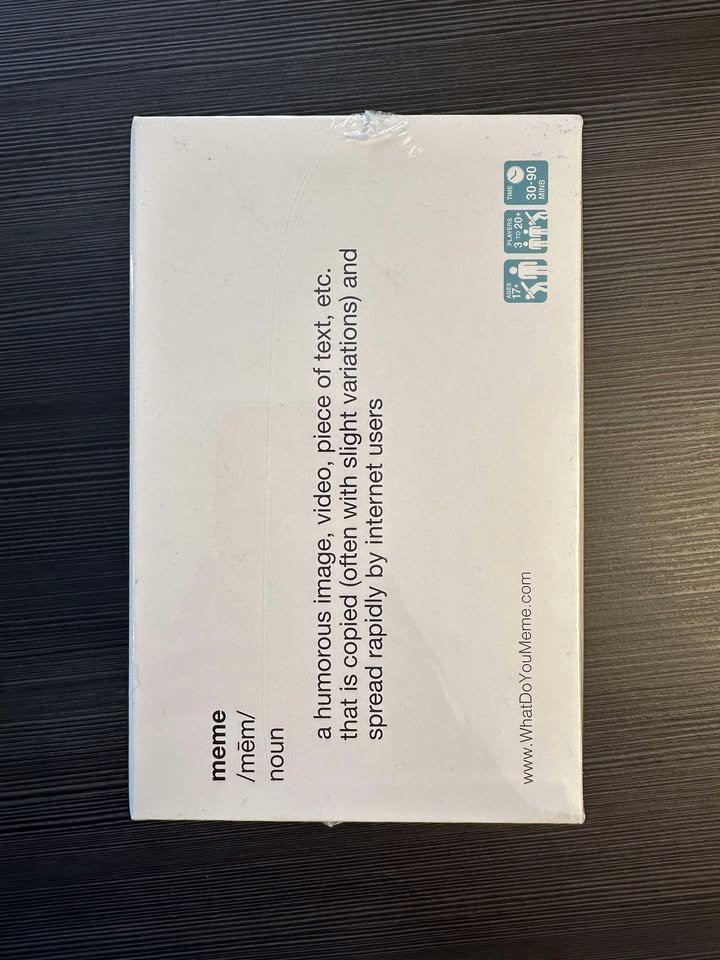 meme
/mēm/
noun
a humorous image, video, piece of text, etc.
that is copied (often with slight variations) and
spread rapidly by internet users
www.WhatDoYouMeme.com
AGES
17+
PLAYERS
3 TO 20+
TIME
30-90
MINS